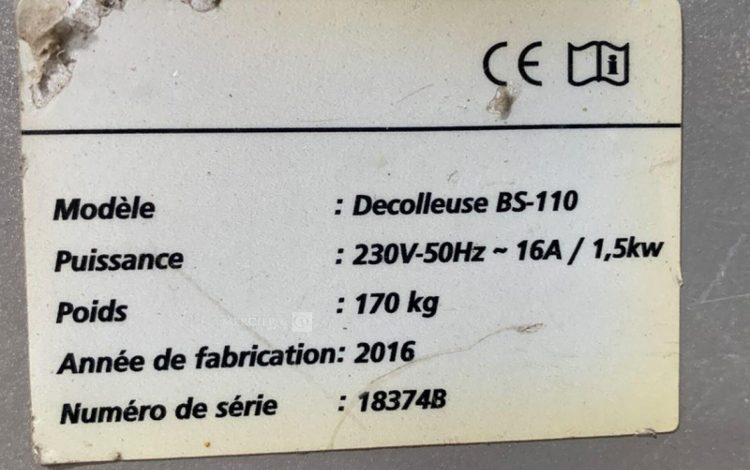 CE
Modèle : Decolleuse BS-110
Puissance : 230V-50Hz ~ 16A / 1,5kw
Poids : 170 kg
Année de fabrication: 2016
Numéro de série : 18374B